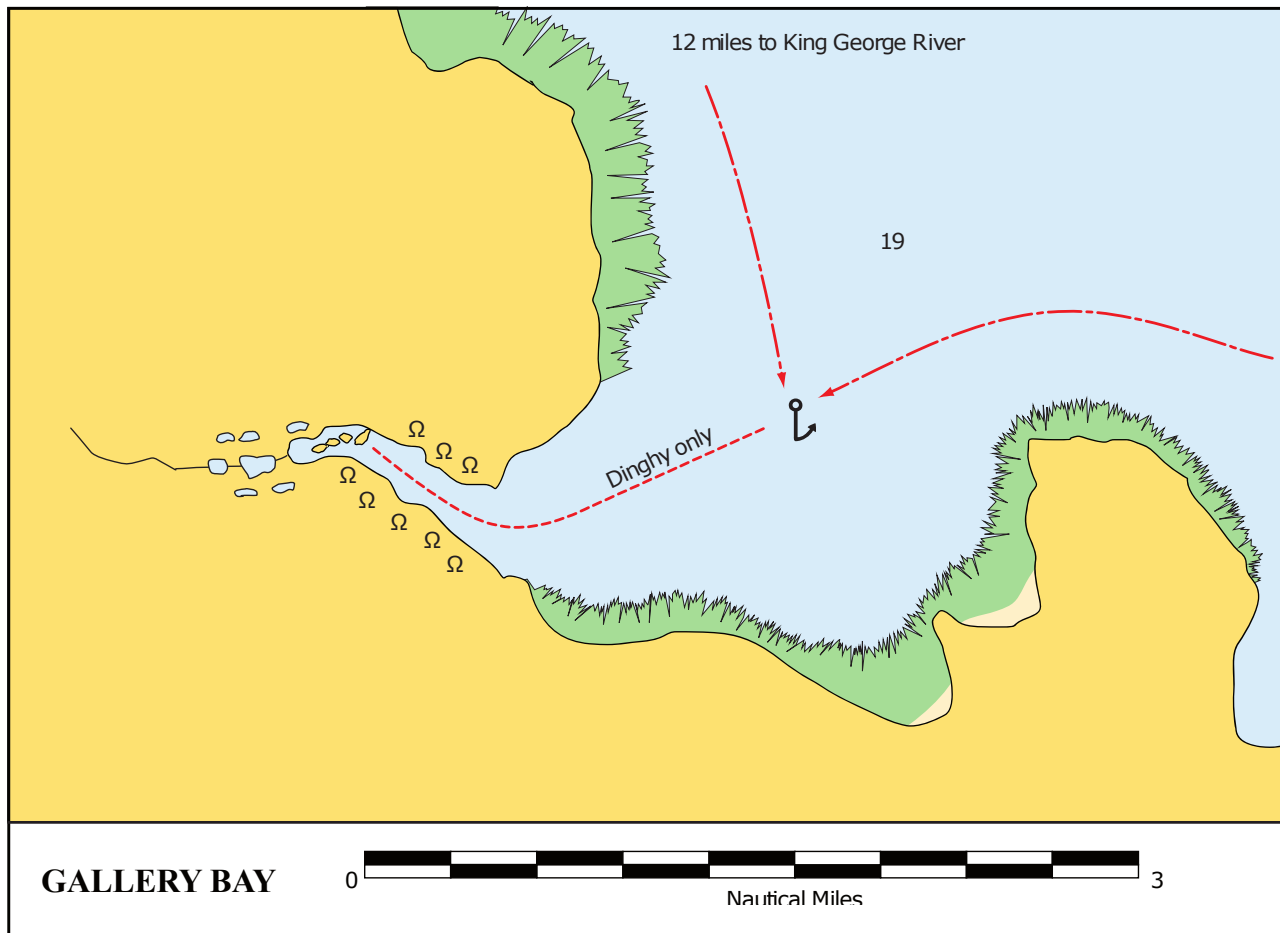 12 miles to King George River
19
Dinghy only
Ω
Ω
Ω
Ω
Ω
Ω
Ω
Ω
GALLERY BAY
0
3
Nautical Miles